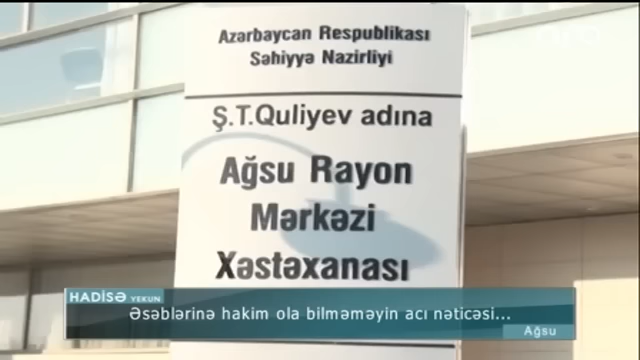 Azərbaycan Respublikası
Səhiyyə Nazirliyi
Ş.T.Quliyev adına
Ağsu Rayon
Mərkəzi
Xəstəxanası
HADİSƏ YEKUN
Əsəblərinə hakim ola bilməməyin acı nəticəsi...
Ağsu